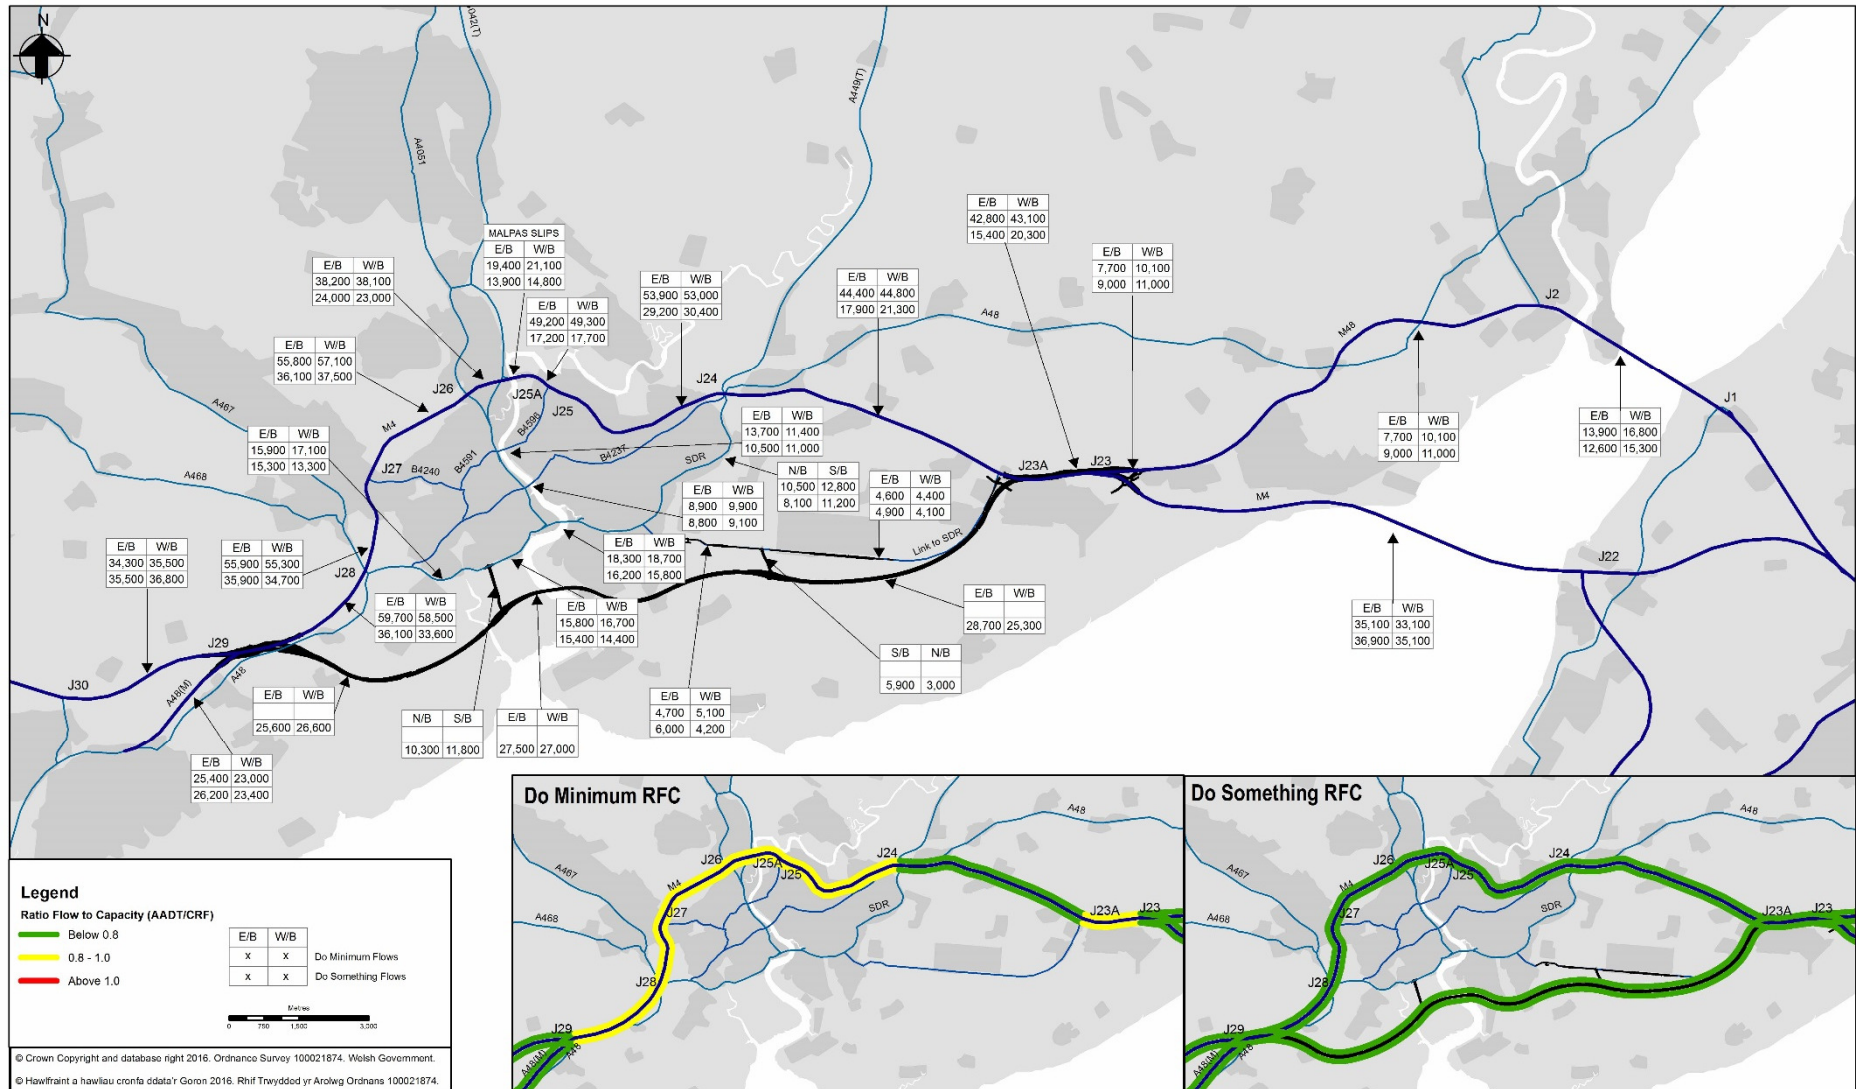 N
A4042(T)
A4051
A449(T)
MALPAS SLIPS
E/B W/B
19,400 21,100
13,900 14,800
E/B W/B
38,200 38,100
24,000 23,000
E/B W/B
49,200 49,300
17,200 17,700
E/B W/B
53,900 53,000
29,200 30,400
E/B W/B
44,400 44,800
17,900 21,300
E/B W/B
42,800 43,100
15,400 20,300
E/B W/B
7,700 10,100
9,000 11,000
E/B W/B
55,800 57,100
36,100 37,500
A48
M48
J2
J1
J26
J25A
J25
J24
A467
M4
B4596
B4591
B4240
B4237
SDR
J27
A468
E/B W/B
15,900 17,100
15,300 13,300
E/B W/B
13,700 11,400
10,500 11,000
N/B S/B
10,500 12,800
8,100 11,200
E/B W/B
8,900 9,900
8,800 9,100
E/B W/B
4,600 4,400
4,900 4,100
J23A
J23
M4
E/B W/B
7,700 10,100
9,000 11,000
E/B W/B
13,900 16,800
12,600 15,300
E/B W/B
34,300 35,500
35,500 36,800
E/B W/B
55,900 55,300
35,900 34,700
J28
E/B W/B
18,300 18,700
16,200 15,800
Link to SDR
J22
E/B W/B
59,700 58,500
36,100 33,600
E/B W/B
15,800 16,700
15,400 14,400
E/B W/B
28,700 25,300
E/B W/B
35,100 33,100
36,900 35,100
J29
J30
A48(M)
A48
S/B N/B
5,900 3,000
E/B W/B
25,600 26,600
N/B S/B
10,300 11,800
E/B W/B
27,500 27,000
E/B W/B
4,700 5,100
6,000 4,200
E/B W/B
25,400 23,000
26,200 23,400
Do Minimum RFC
A48
J26
J25A
J25
J24
A467
M4
J27
SDR
J23A
J23
A468
J28
J29
A48(M)
A48
Do Something RFC
A48
J26
J25A
J25
J24
A467
M4
J27
SDR
J23A
J23
A468
J28
J29
A48(M)
A48
Legend
Ratio Flow to Capacity (AADT/CRF)
Below 0.8
0.8 - 1.0
Above 1.0
E/B W/B
x x Do Minimum Flows
x x Do Something Flows
Metres
0 750 1,500 3,000
© Crown Copyright and database right 2016. Ordnance Survey 100021874. Welsh Government.
© Hawlfraint a hawliau cronfa ddata'r Goron 2016. Rhif Trwydded yr Arolwg Ordnans 100021874.